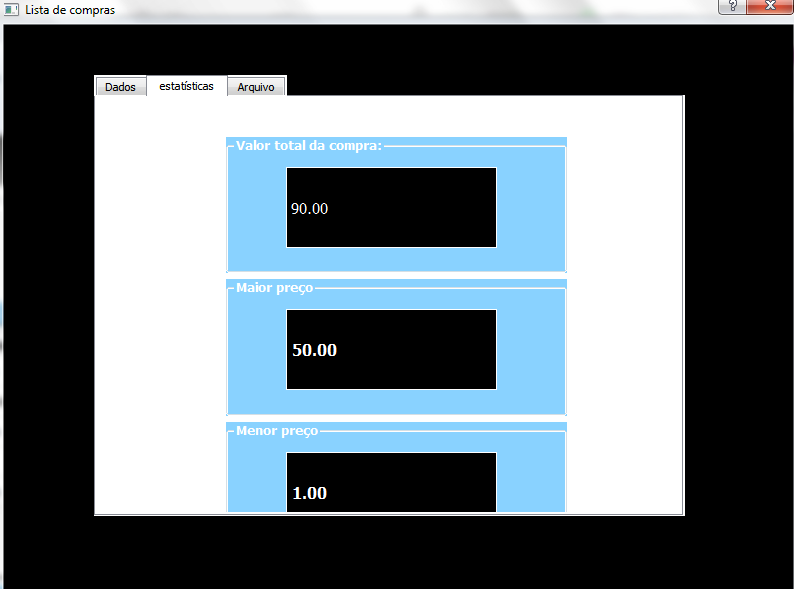 Lista de compras
?
Dados
estatísticas
Arquivo
Valor total da compra:
90.00
Maior preço
50.00
Menor preço
1.00